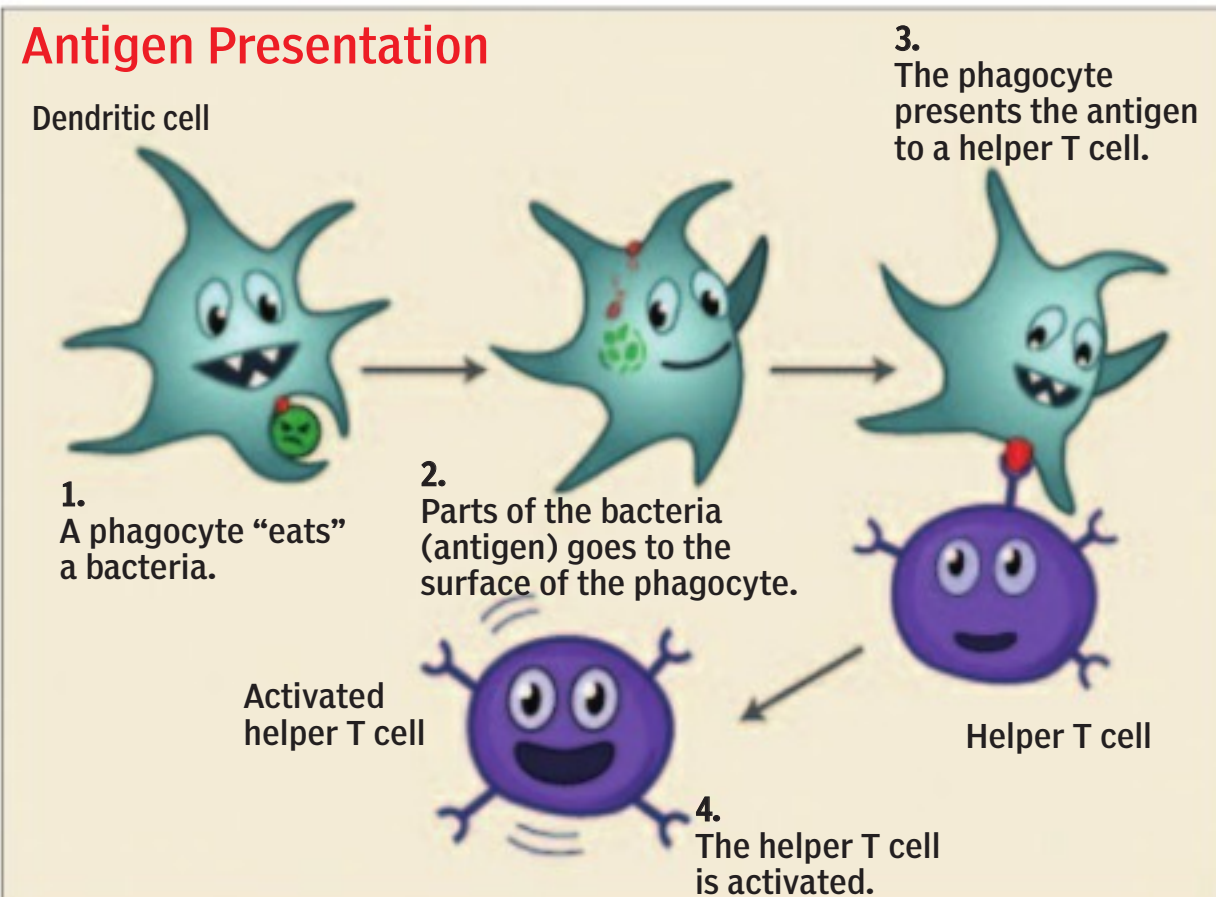 Antigen Presentation
Dendritic cell
1.
A phagocyte “eats”
a bacteria.
2.
Parts of the bacteria
(antigen) goes to the
surface of the phagocyte.
3.
The phagocyte
presents the antigen
to a helper T cell.
Helper T cell
Activated
helper T cell
4.
The helper T cell
is activated.